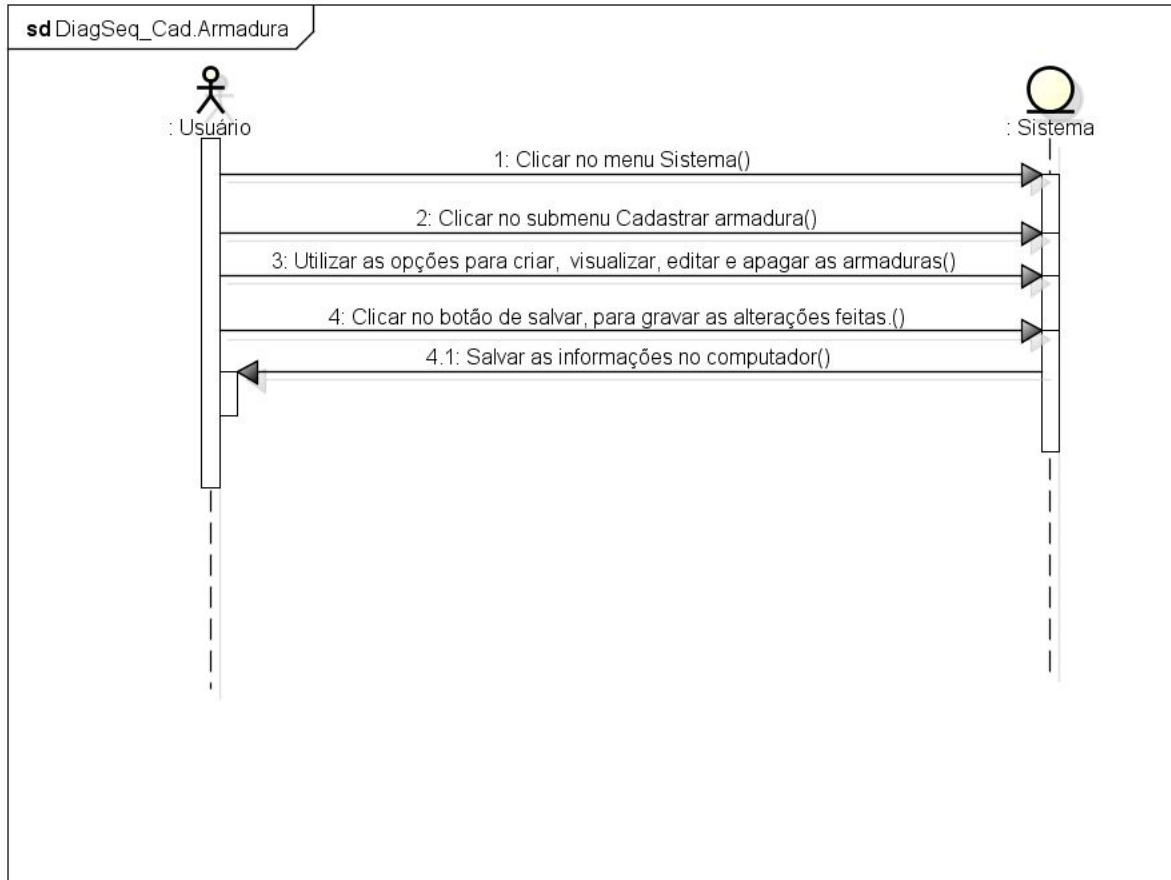 sd DiagSeq_Cad.Armadura
: Usuário
: Sistema
1: Clicar no menu Sistema()
2: Clicar no submenu Cadastrar armadura()
3: Utilizar as opções para criar,  visualizar, editar e apagar as armaduras()
4: Clicar no botão de salvar, para gravar as alterações feitas.()
4.1: Salvar as informações no computador()